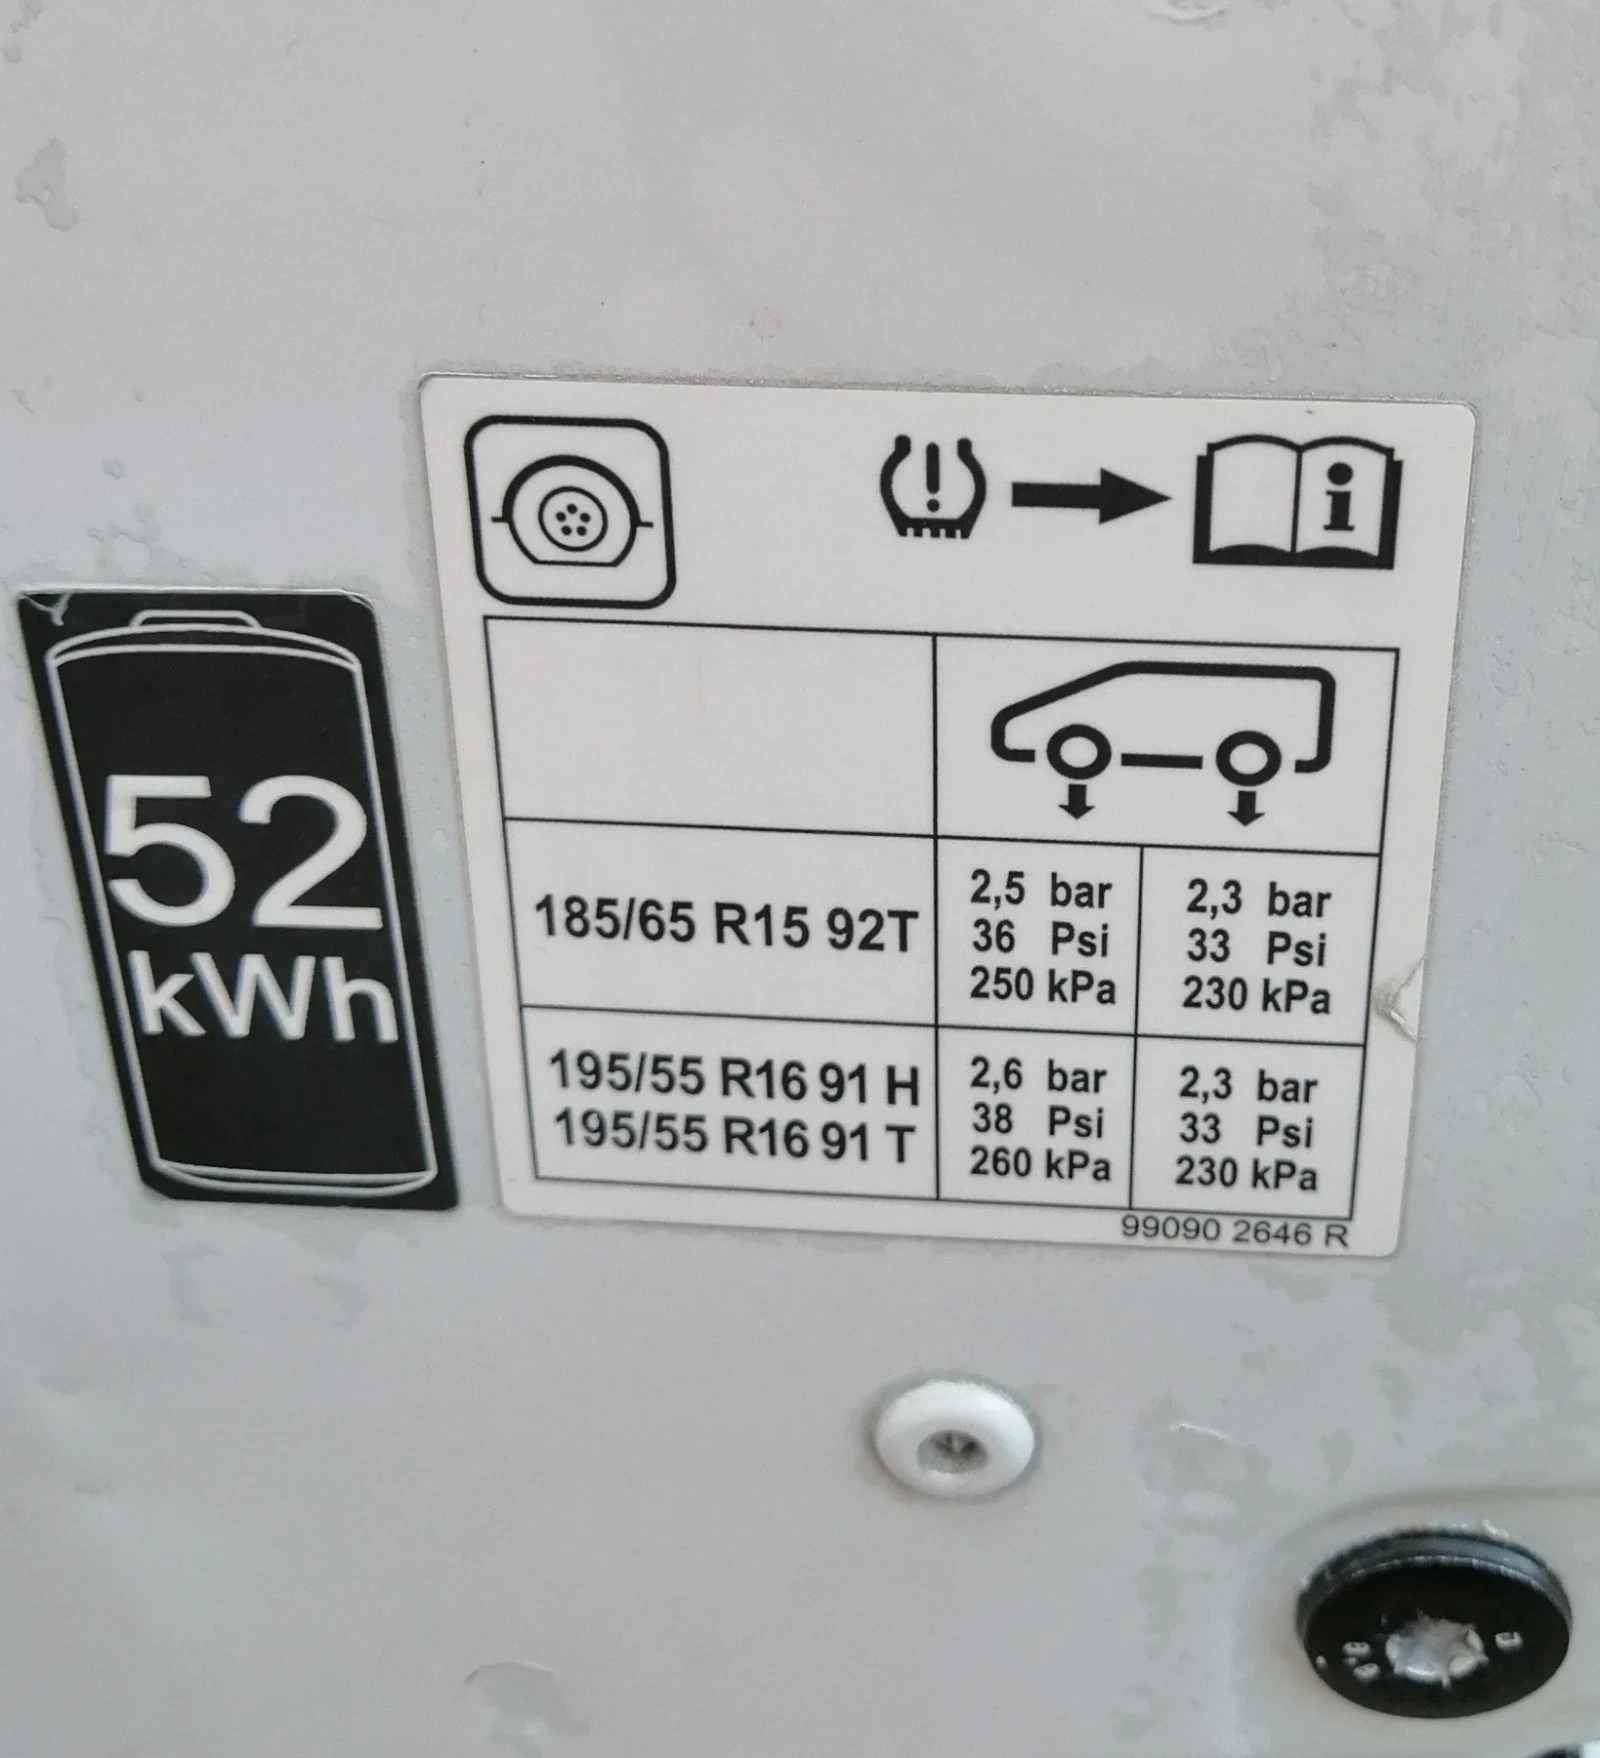 52
kWh
185/65 R15 92T
2,5 bar
36 Psi
250 kPa
2,3 bar
33 Psi
230 kPa
195/55 R16 91 H
195/55 R16 91 T
2,6 bar
38 Psi
260 kPa
2,3 bar
33 Psi
230 kPa
99090 2646 R